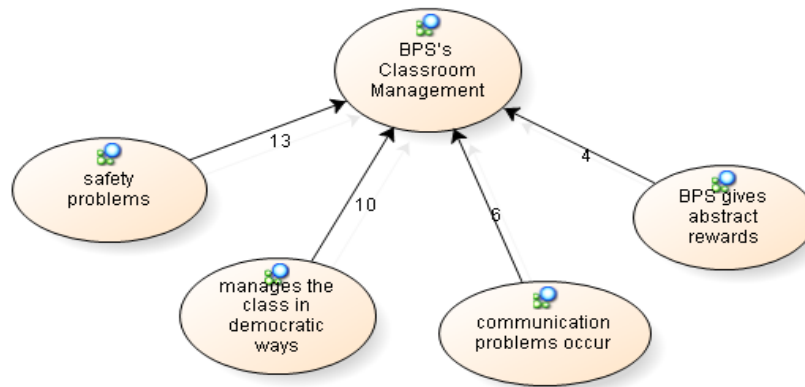 BPS's
Classroom
Management
13
10
6
4
safety
problems
manages the
class in
democratic
ways
communication
problems occur
BPS gives
abstract
rewards